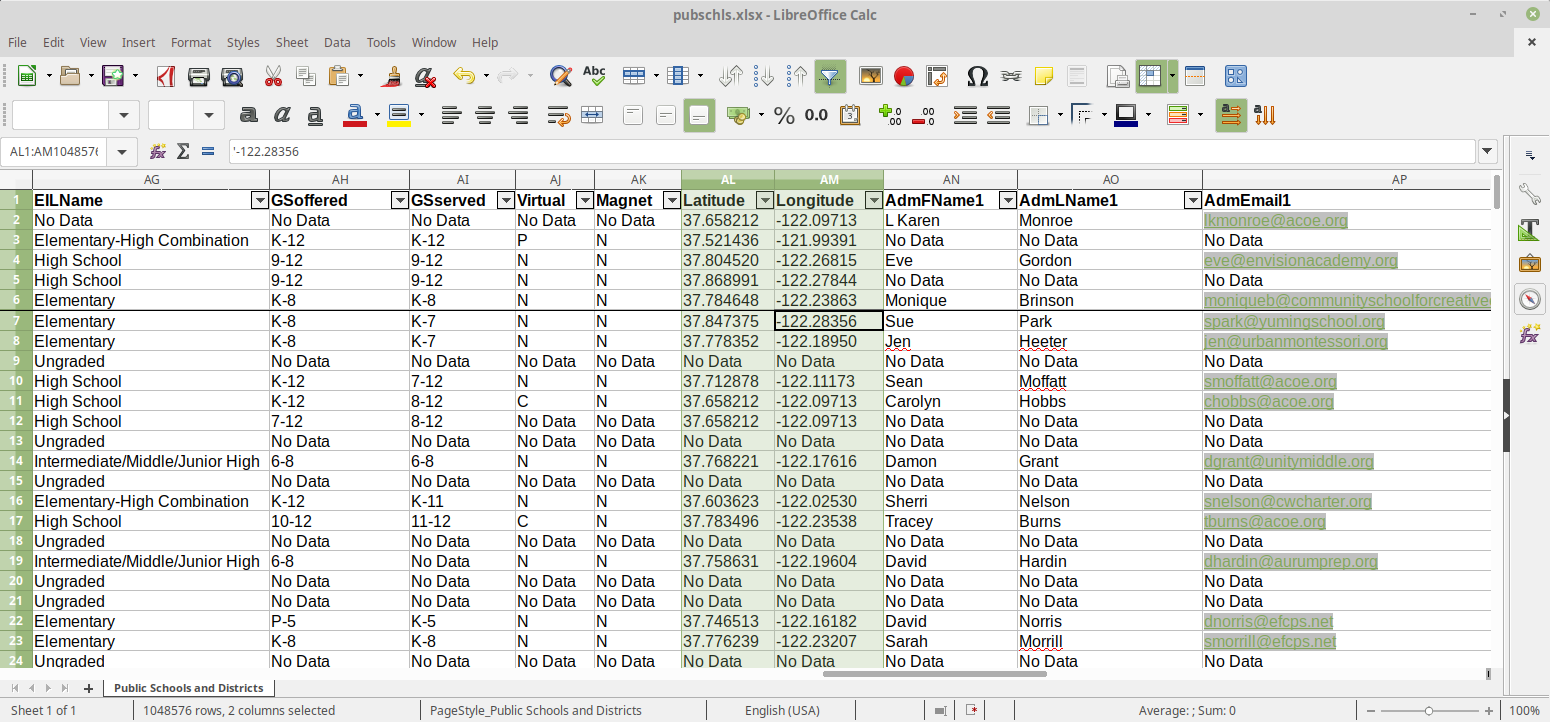 pubschls.xlsx - LibreOffice Calc
File Edit View Insert Format Styles Sheet Data Tools Window Help
Abc
a a a a % 0.0
AL1:AM1048576 fx Σ = '-122.28356
AG AH AI AJ AK AL AM AN AO AP
1 EILName GSoffered GSserved Virtual Magnet Latitude Longitude AdmFName1 AdmLName1 AdmEmail1
2 No Data No Data No Data No Data No Data 37.658212 -122.09713 L Karen Monroe lkmonroe@acoe.org
3 Elementary-High Combination K-12 K-12 P N 37.521436 -121.99391 No Data No Data No Data
4 High School 9-12 9-12 N N 37.804520 -122.26815 Eve Gordon eve@envisionacademy.org
5 High School 9-12 9-12 N N 37.868991 -122.27844 No Data No Data No Data
6 Elementary K-8 K-8 N N 37.784648 -122.23863 Monique Brinson moniqueb@communityschoolforcreative
7 Elementary K-8 K-7 N N 37.847375 -122.28356 Sue Park spark@yumingschool.org
8 Elementary K-8 K-7 N N 37.778352 -122.18950 Jen Heeter jen@urbanmontessori.org
9 Ungraded No Data No Data No Data No Data No Data No Data No Data No Data No Data
10 High School K-12 7-12 N N 37.712878 -122.11173 Sean Moffatt smoffatt@acoe.org
11 High School K-12 8-12 C N 37.658212 -122.09713 Carolyn Hobbs chobbs@acoe.org
12 High School 7-12 8-12 No Data No Data 37.658212 -122.09713 No Data No Data No Data
13 Ungraded No Data No Data No Data No Data No Data No Data No Data No Data No Data
14 Intermediate/Middle/Junior High 6-8 6-8 N N 37.768221 -122.17616 Damon Grant dgrant@unitymiddle.org
15 Ungraded No Data No Data No Data No Data No Data No Data No Data No Data No Data
16 Elementary-High Combination K-12 K-11 N N 37.603623 -122.02530 Sherri Nelson snelson@cwcharter.org
17 High School 10-12 11-12 C N 37.783496 -122.23538 Tracey Burns tburns@acoe.org
18 Ungraded No Data No Data No Data No Data No Data No Data No Data No Data No Data
19 Intermediate/Middle/Junior High 6-8 No Data N N 37.758631 -122.19604 David Hardin dhardin@aurumprep.org
20 Ungraded No Data No Data No Data No Data No Data No Data No Data No Data No Data
21 Ungraded No Data No Data No Data No Data No Data No Data No Data No Data No Data
22 Elementary P-5 K-5 N N 37.746513 -122.16182 David Norris dnorris@efcps.net
23 Elementary K-8 K-8 N N 37.776239 -122.23207 Sarah Morrill smorrill@efcps.net
24 Ungraded No Data No Data No Data No Data No Data No Data No Data No Data No Data
Public Schools and Districts
Sheet 1 of 1 1048576 rows, 2 columns selected PageStyle_Public Schools and Districts English (USA) Average: ; Sum: 0 100%